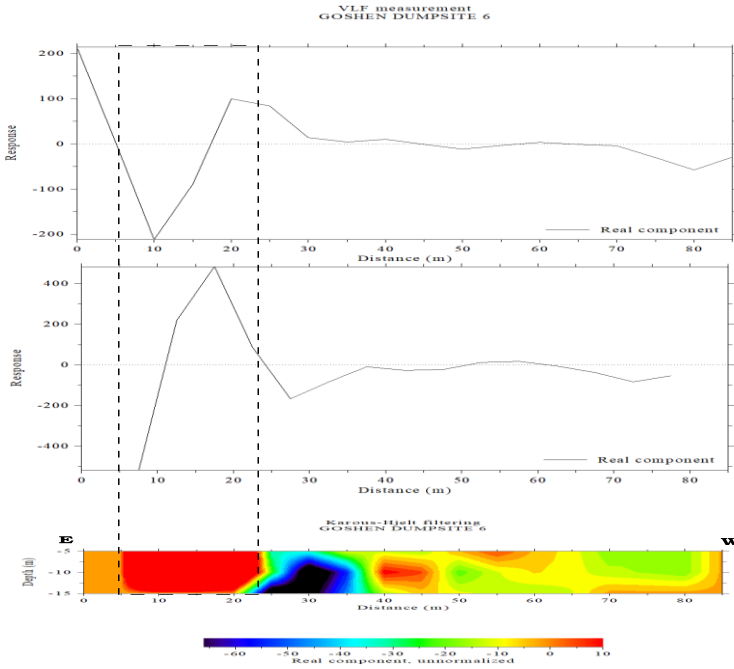 VLF measurement
GOSHEN DUMPSITE 6
200
100
0
-100
-200
Response
Real component
0 10 20 30 40 50 60 70 80
Distance (m)
400
200
0
-200
-400
Response
Real component
0 10 20 30 40 50 60 70 80
Distance (m)
Karous-Hjelt filtering
GOSHEN DUMPSITE 6
E W
-5
-10
-15
Depth (m)
0 10 20 30 40 50 60 70 80
Distance (m)
-60 -50 -40 -30 -20 -10 0 10
Real component, unnormalized